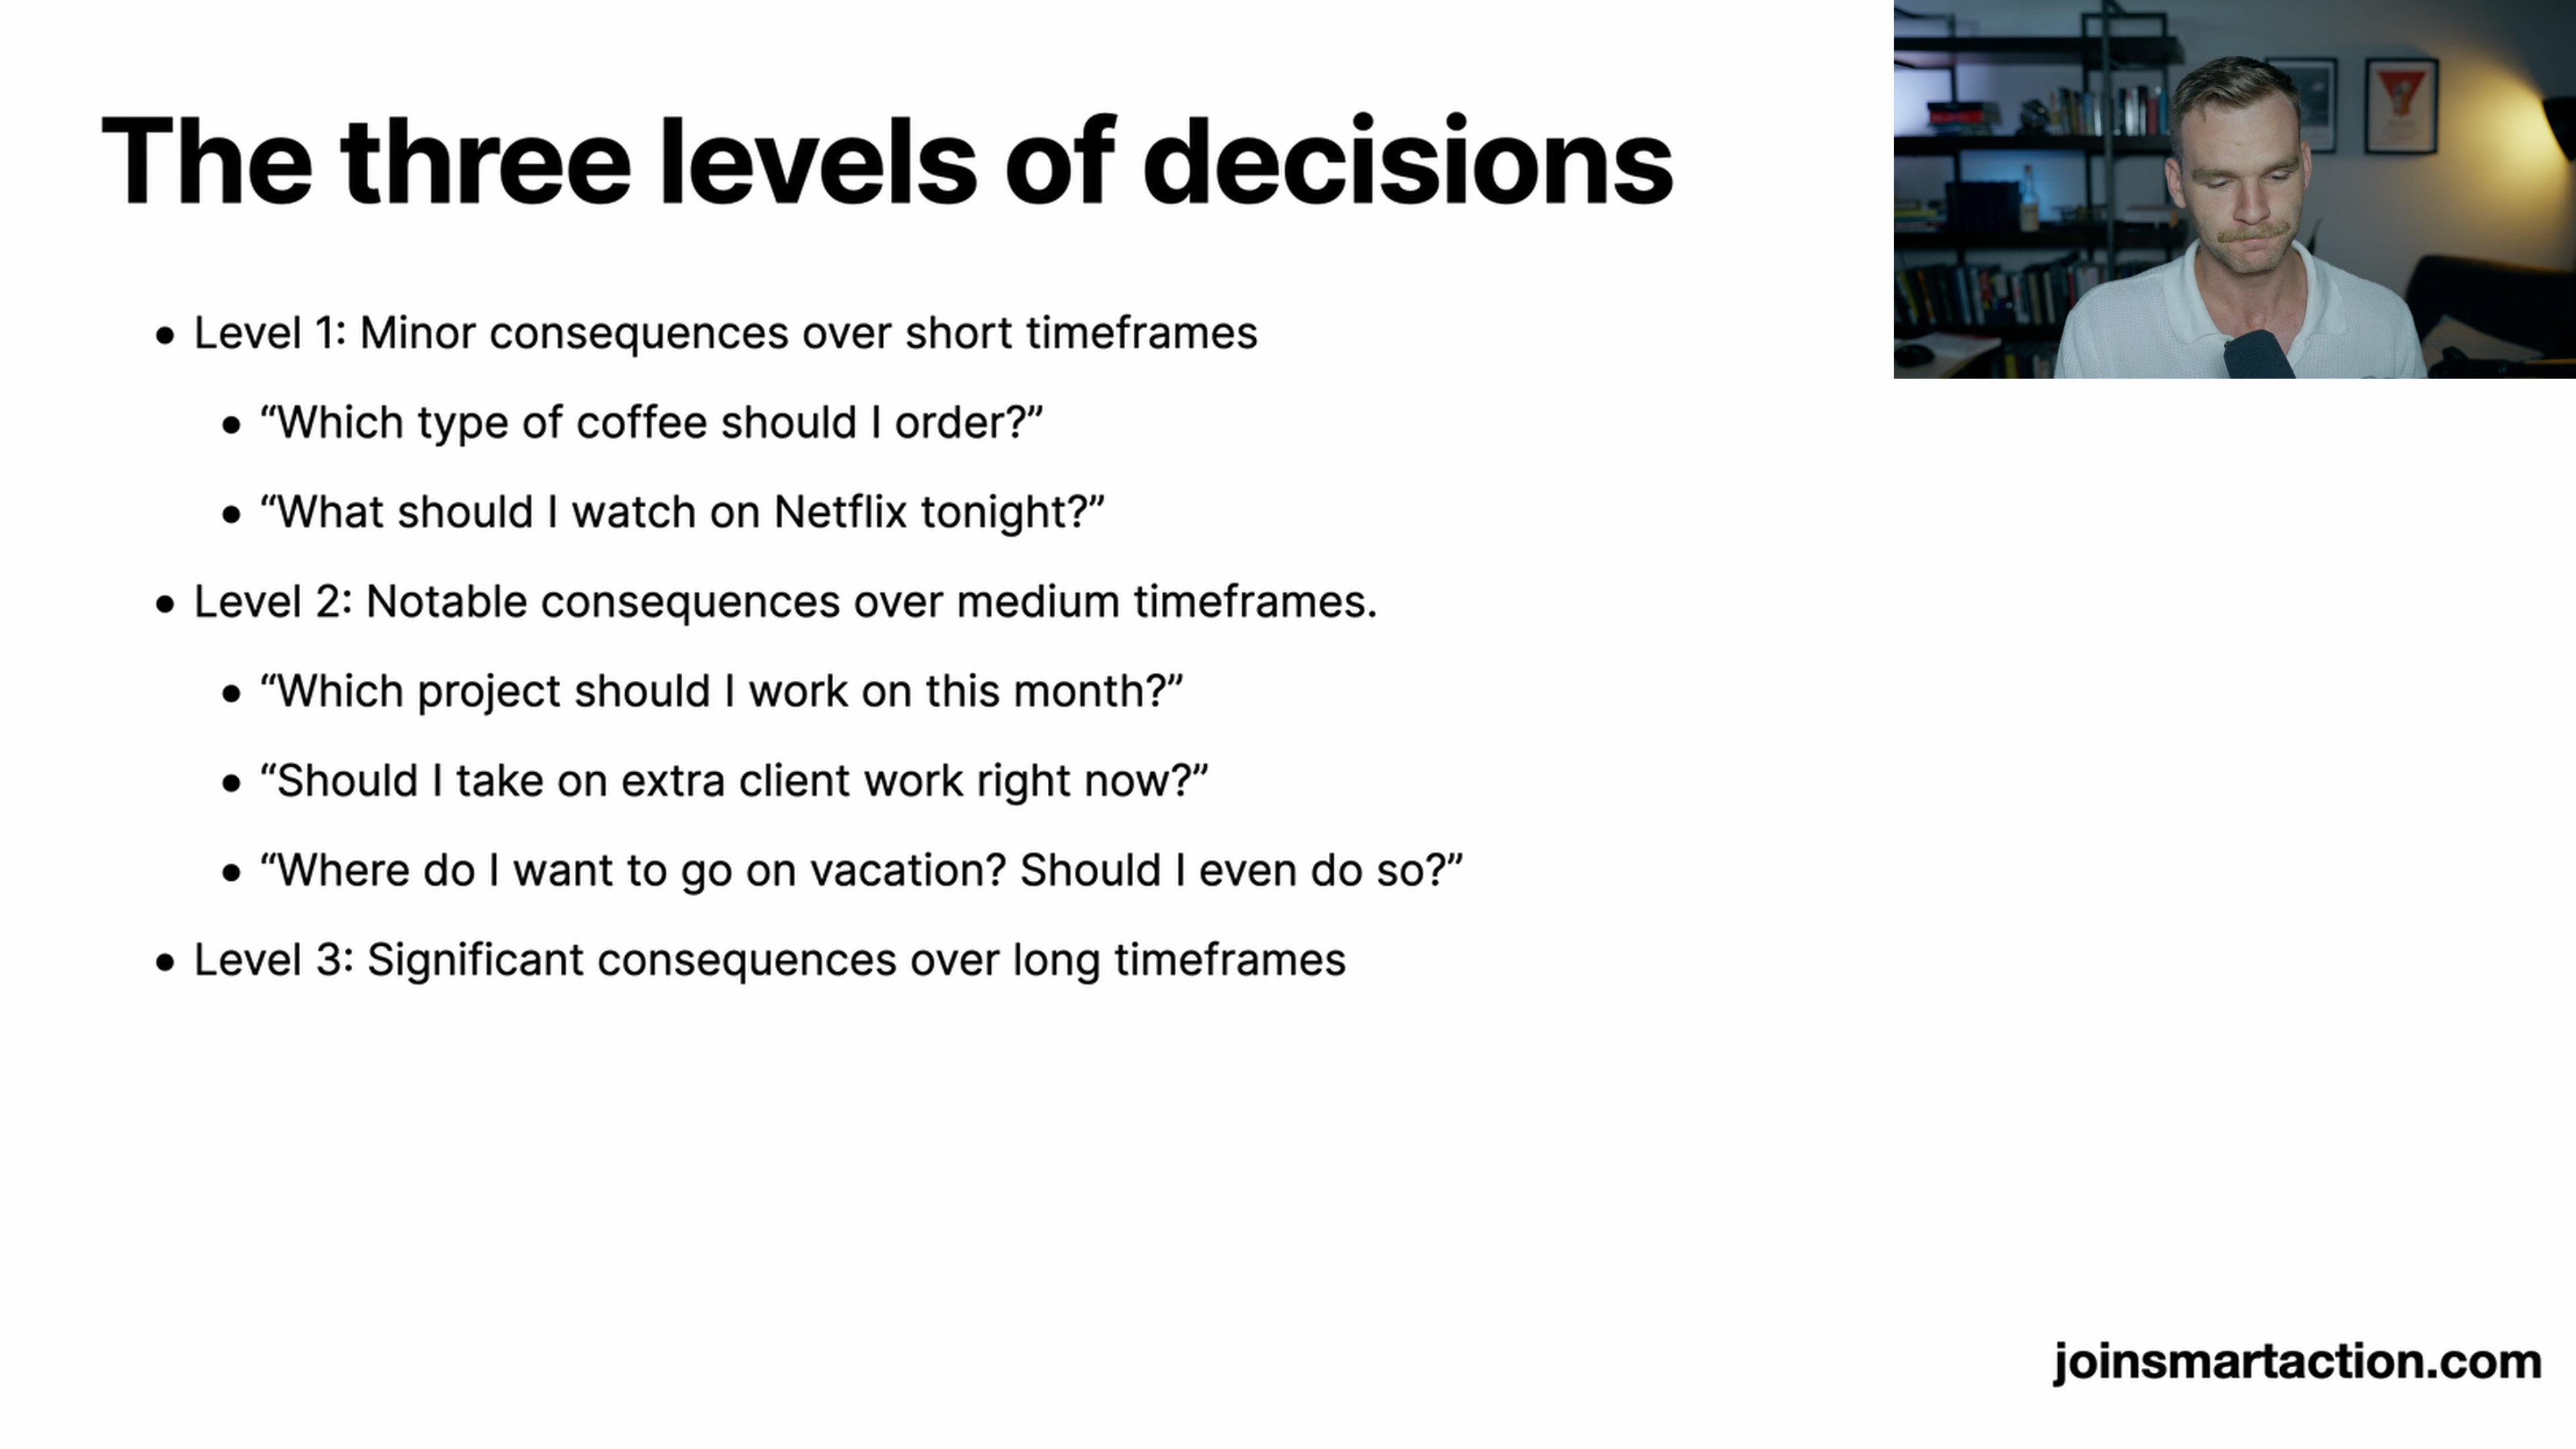 The three levels of decisions
• Level 1: Minor consequences over short timeframes
• “Which type of coffee should I order?”
• “What should I watch on Netflix tonight?”
• Level 2: Notable consequences over medium timeframes.
• “Which project should I work on this month?”
• “Should I take on extra client work right now?”
• “Where do I want to go on vacation? Should I even do so?”
• Level 3: Significant consequences over long timeframes
joinsmartaction.com